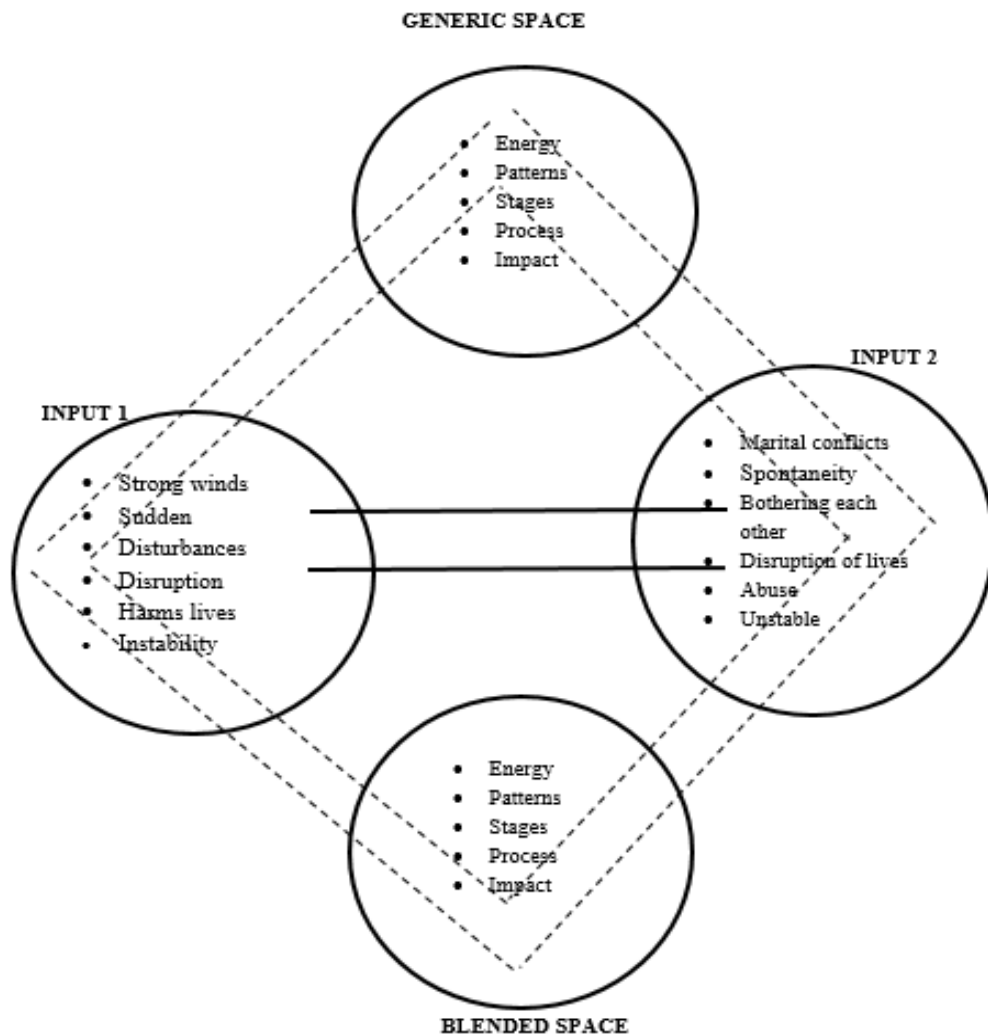 GENERIC SPACE
• Energy
• Patterns
• Stages
• Process
• Impact
INPUT 1
• Strong winds
• Sudden
• Disturbances
• Disruption
• Harms lives
• Instability
INPUT 2
• Marital conflicts
• Spontaneity
• Bothering each
other
• Disruption of lives
• Abuse
• Unstable
• Energy
• Patterns
• Stages
• Process
• Impact
BLENDED SPACE